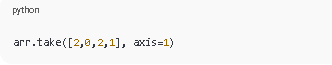 python
arr.take([2,0,2,1], axis=1)